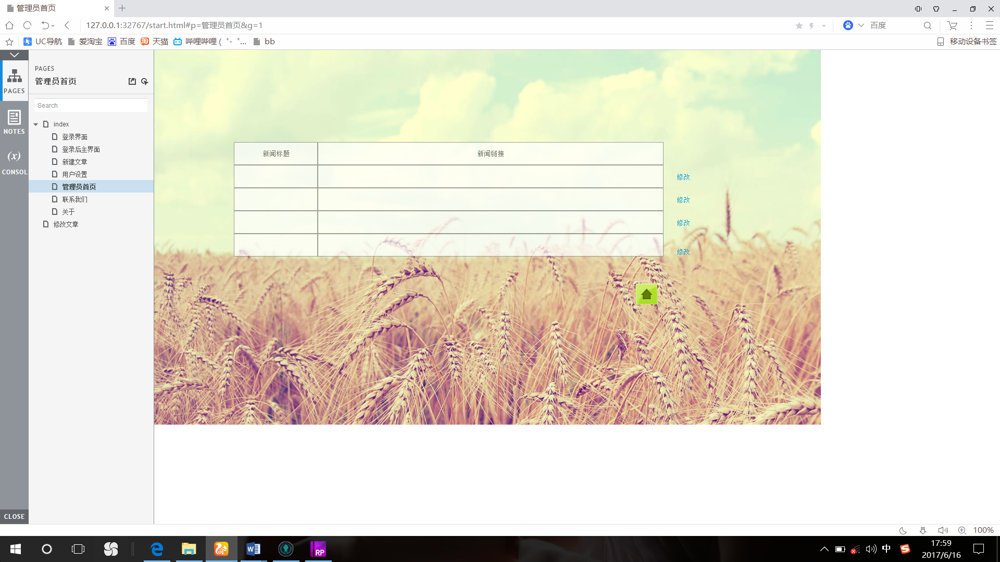 管理员首页
127.0.0.1:32767/start.html#p=管理员首页&g=1
百度
UC导航
爱淘宝
百度
天猫
哔哩哔哩 ( ゜- ゜...
bb
移动设备书签
PAGES
NOTES
(x)
CONSOL
CLOSE
PAGES
管理员首页
Search
index
登录界面
登录后主界面
新建文章
用户设置
管理员首页
联系我们
关于
修改文章
新闻标题 新闻链接
修改
修改
修改
修改
100%
RP
中
17:59
2017/6/16